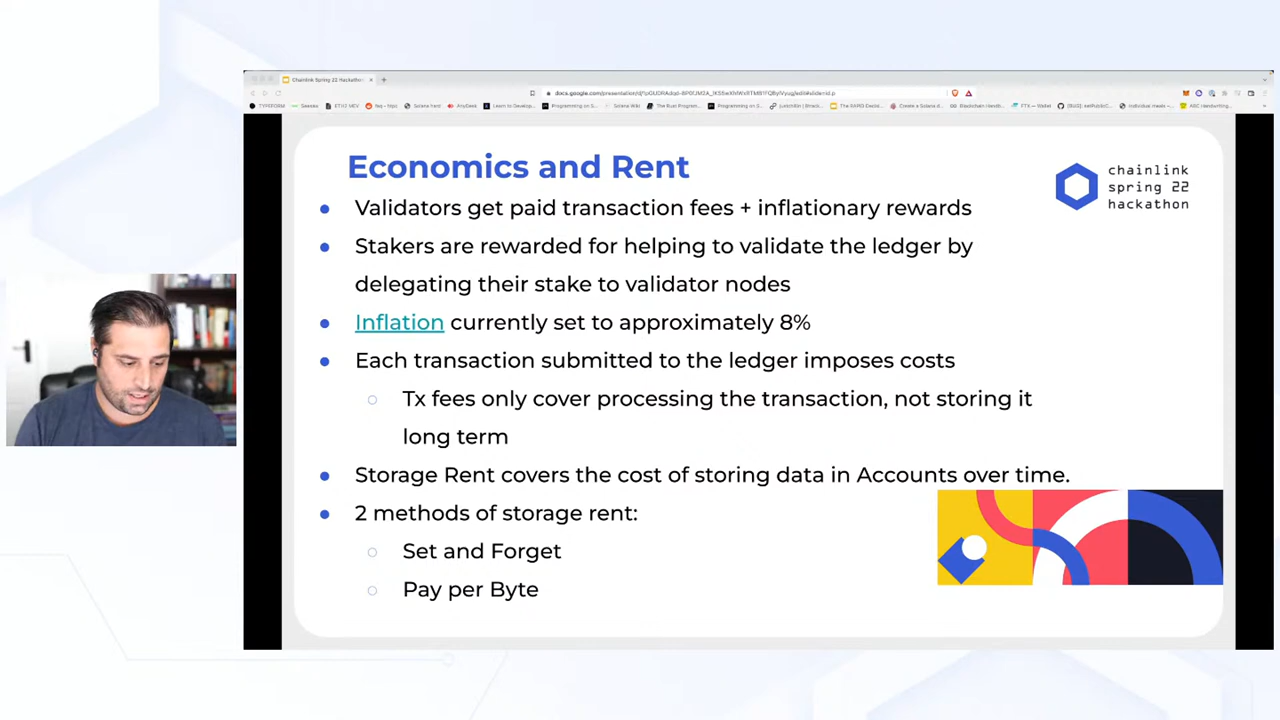 Chainlink Spring 22 Hackathon
Economics and Rent
chainlink
spring 22
hackathon
Validators get paid transaction fees + inflationary rewards
Stakers are rewarded for helping to validate the ledger by
delegating their stake to validator nodes
Inflation currently set to approximately 8%
Each transaction submitted to the ledger imposes costs
Tx fees only cover processing the transaction, not storing it
long term
Storage Rent covers the cost of storing data in Accounts over time.
2 methods of storage rent:
Set and Forget
Pay per Byte